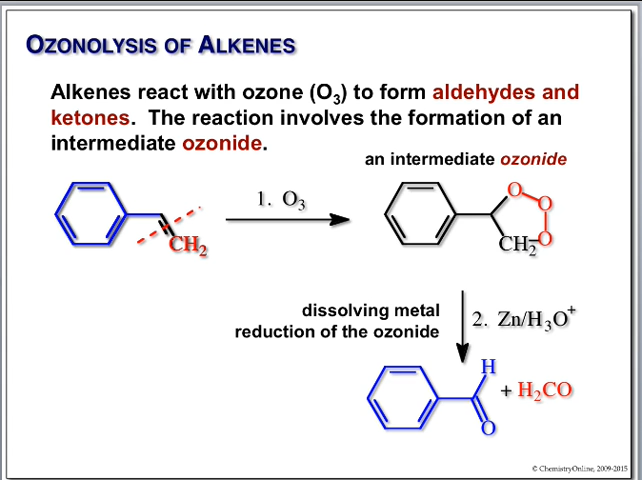 OZONOLYSIS OF ALKENES
Alkenes react with ozone (O3) to form aldehydes and
ketones. The reaction involves the formation of an
intermediate ozonide.
an intermediate ozonide
1. O3
CH2
O
O
O
CH2
dissolving metal
reduction of the ozonide
2. Zn/H3O+
H
+ H2CO
O
© ChemistryOnline, 2009-2015